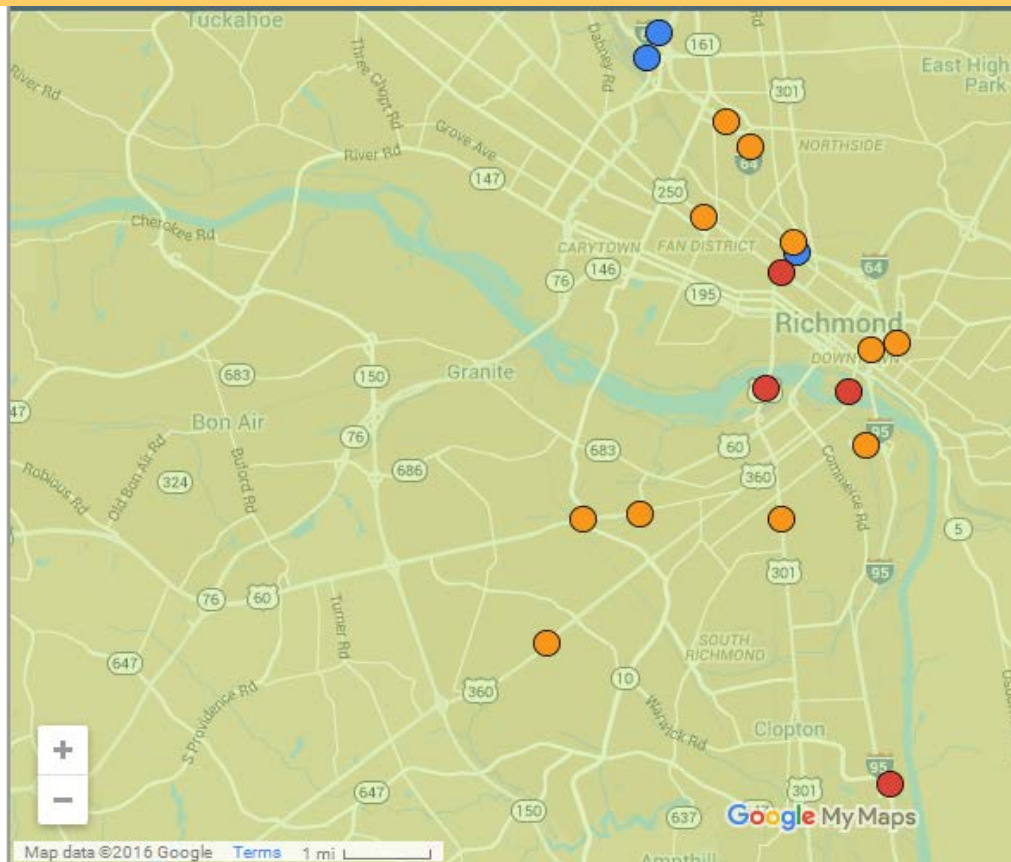 Tuckahoe
161
Rd
River Rd
Three Chopt Rd
Dabney Rd
301
East High
Park
Grove Ave
River Rd
147
NORTHSIDE
64
250
Cherokee Rd
CARYTOWN
FAN DISTRICT
64
76
146
195
Richmond
DOWNTOWN
683
150
Granite
47
Bon Air
76
60
95
683
686
360
Commerce Rd
Robious Rd
Old Bon Air Rd
324
Buford Rd
5
301
95
76
60
Turner Rd
SOUTH
RICHMOND
647
S Providence Rd
360
10
Warwick Rd
Clopton
95
647
301
150
637
Google My Maps
Ampthill
Map data ©2016 Google Terms 1 mi